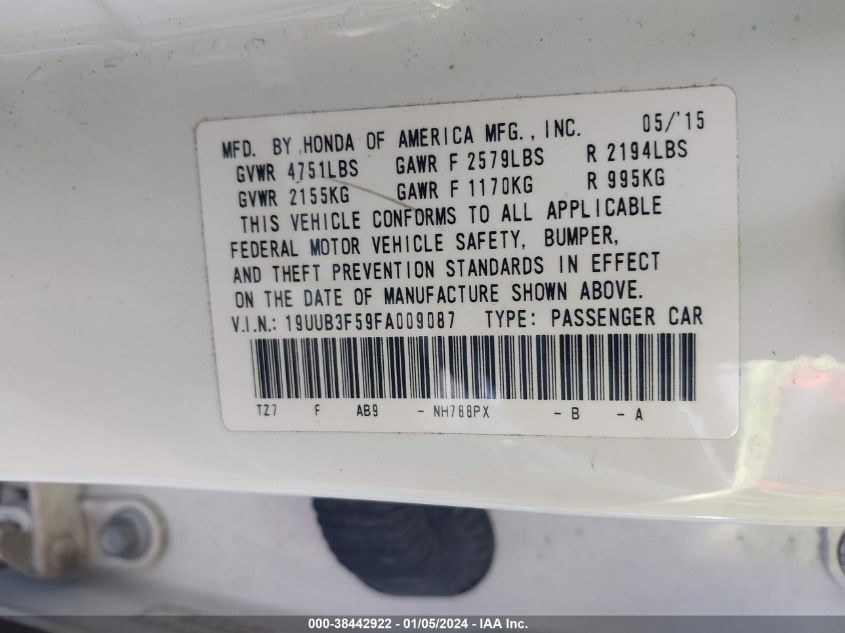 MFD. BY HONDA OF AMERICA MFG., INC. 05/'15
GVWR 4751LBS GAWR F 2579LBS R 2194LBS
GVWR 2155KG GAWR F 1170KG R 995KG
THIS VEHICLE CONFORMS TO ALL APPLICABLE
FEDERAL MOTOR VEHICLE SAFETY, BUMPER,
AND THEFT PREVENTION STANDARDS IN EFFECT
ON THE DATE OF MANUFACTURE SHOWN ABOVE.
V.I.N.: 19UUB3F59FA009087 TYPE: PASSENGER CAR
TZ7 F AB9 - NH788PX - B - A
000-38442922 - 01/05/2024 - IAA Inc.